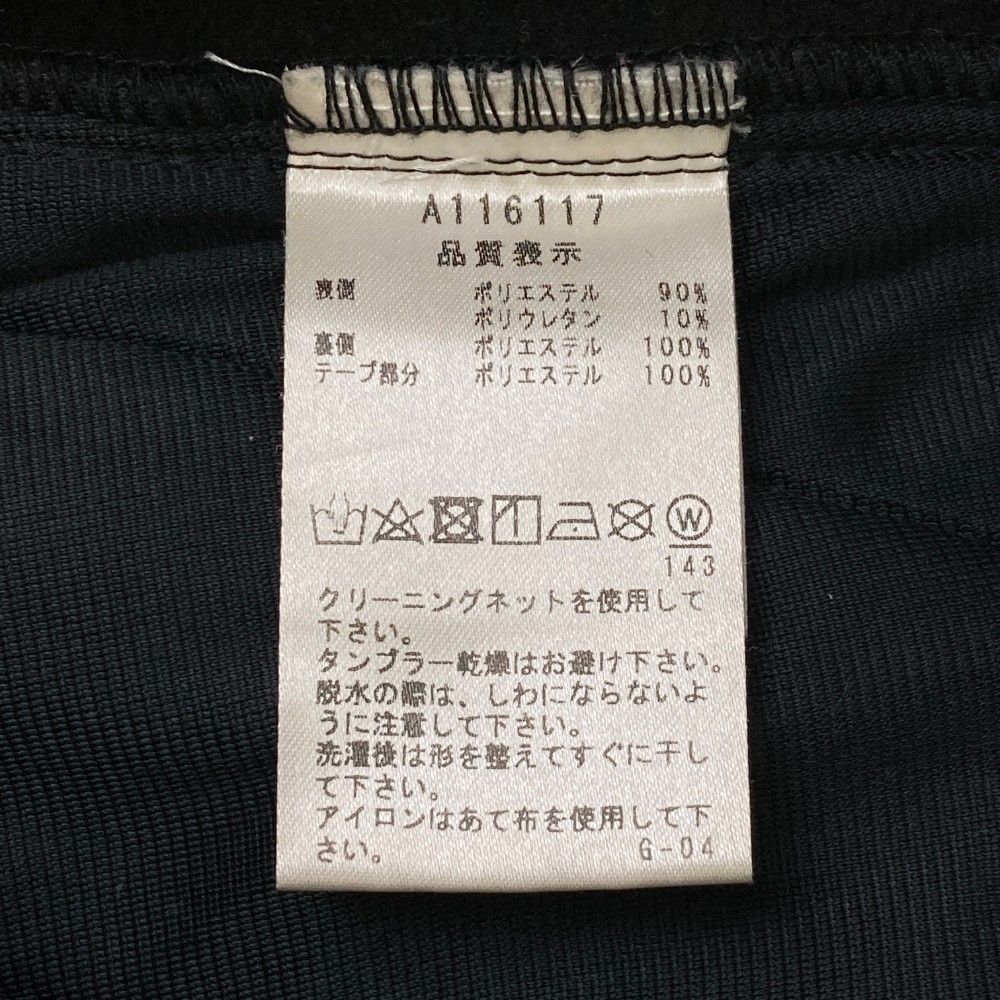 A116117
品質表示
表側 ポリエステル 90%
ポリウレタン 10%
裏側 ポリエステル 100%
テープ部分 ポリエステル 100%
W
143
クリーニングネットを使用して
下さい。
タンブラー乾燥はお避け下さい。
脱水の際は、しわにならないよ
うに注意して下さい。
洗濯後は形を整えてすぐに干し
て下さい。
アイロンはあて布を使用して下
さい。 G-04